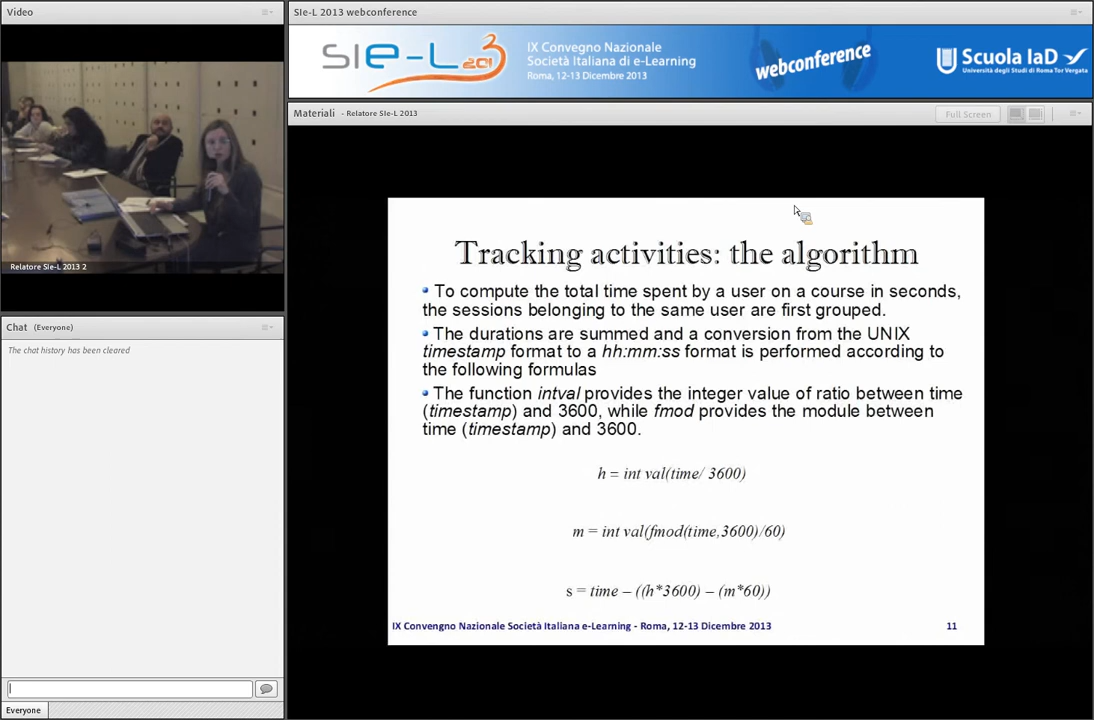 Video
Relatore SIe-L 2013 2
Chat (Everyone)
The chat history has been cleared
Everyone
SIe-L 2013 webconference
SIe-L 2013
IX Convegno Nazionale
Società Italiana di e-Learning
Roma, 12-13 Dicembre 2013
webconference
Scuola IaD
Università degli Studi di Roma Tor Vergata
Materiali - Relatore SIe-L 2013
Full Screen
Tracking activities: the algorithm
To compute the total time spent by a user on a course in seconds,
the sessions belonging to the same user are first grouped.
The durations are summed and a conversion from the UNIX
timestamp format to a hh:mm:ss format is performed according to
the following formulas
The function intval provides the integer value of ratio between time
(timestamp) and 3600, while fmod provides the module between
time (timestamp) and 3600.
h = int val(time/ 3600)
m = int val(fmod(time,3600)/60)
s = time – ((h*3600) – (m*60))
IX Convengno Nazionale Società Italiana e-Learning - Roma, 12-13 Dicembre 2013 11